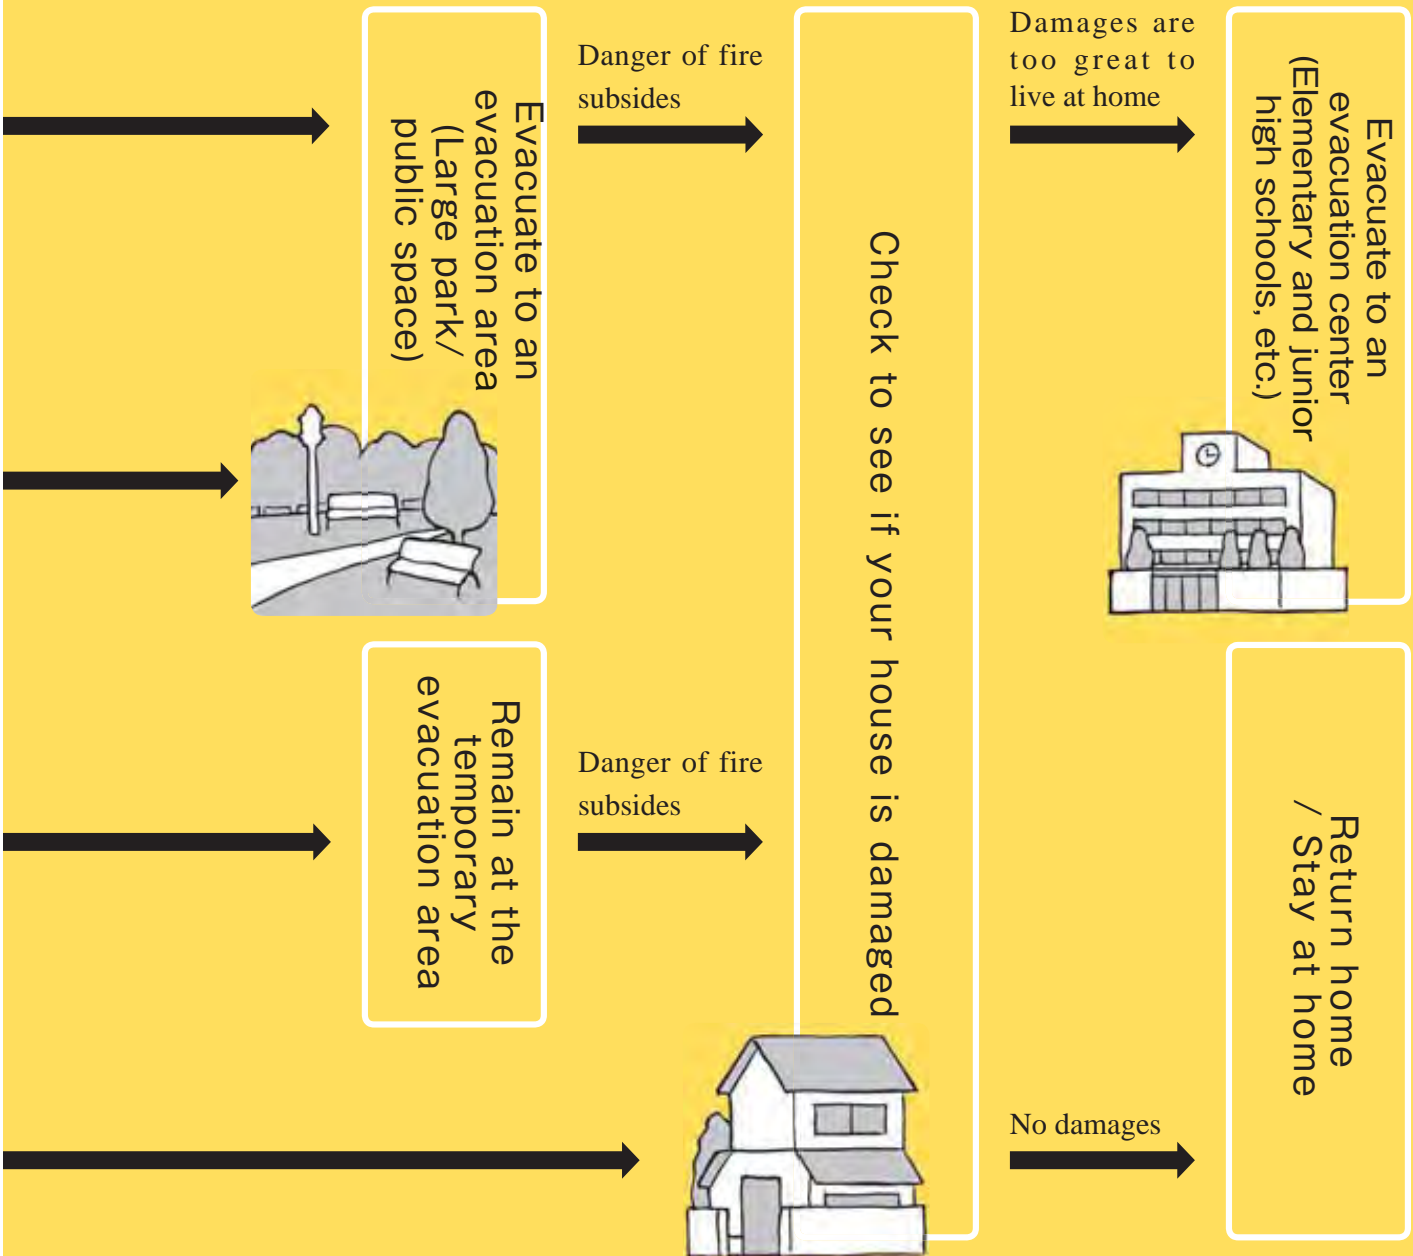 Evacuate to an
evacuation area
(Large park/
public space)
Danger of fire
subsides
Remain at the
temporary
evacuation area
Danger of fire
subsides
Check to see if your house is damaged
Damages are
too great to
live at home
Evacuate to an
evacuation center
(Elementary and junior
high schools, etc.)
No damages
Return home
/ Stay at home